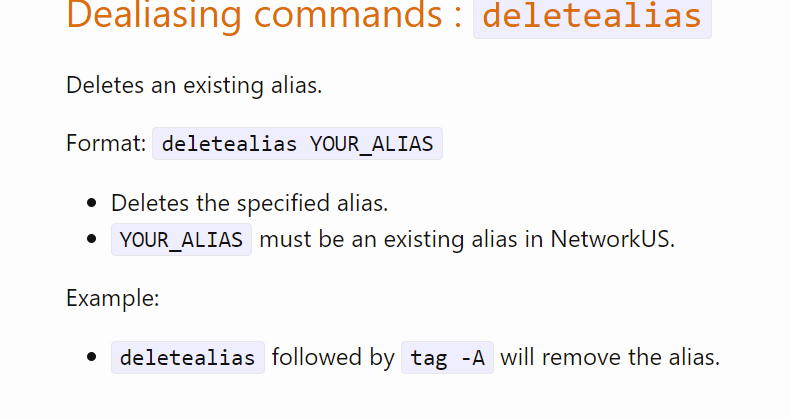 Dealiasing commands : deletealias
Deletes an existing alias.
Format: deletealias YOUR_ALIAS
Deletes the specified alias.
YOUR_ALIAS must be an existing alias in NetworkUS.
Example:
deletealias followed by tag -A will remove the alias.